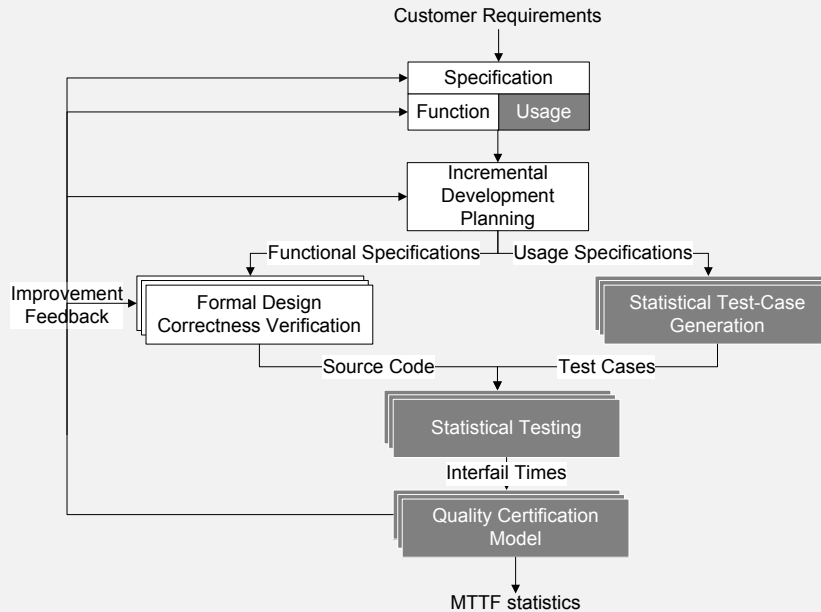 Customer Requirements
Specification
Function
Usage
Incremental
Development
Planning
Functional Specifications
Usage Specifications
Improvement
Feedback
Formal Design
Correctness Verification
Statistical Test-Case
Generation
Source Code
Test Cases
Statistical Testing
Interfail Times
Quality Certification
Model
MTTF statistics